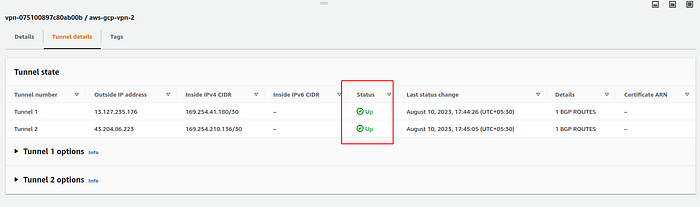 vpn-075100897c80ab00b / aws-gcp-vpn-2
Details Tunnel details Tags
Tunnel state
Tunnel number Outside IP address Inside IPv4 CIDR Inside IPv6 CIDR Status Last status change Details Certificate ARN
Tunnel 1 13.127.235.176 169.254.41.180/30 – Up August 10, 2023, 17:44:26 (UTC+05:30) 1 BGP ROUTES –
Tunnel 2 43.204.86.223 169.254.210.136/30 – Up August 10, 2023, 17:45:05 (UTC+05:30) 1 BGP ROUTES –
Tunnel 1 options Info
Tunnel 2 options Info